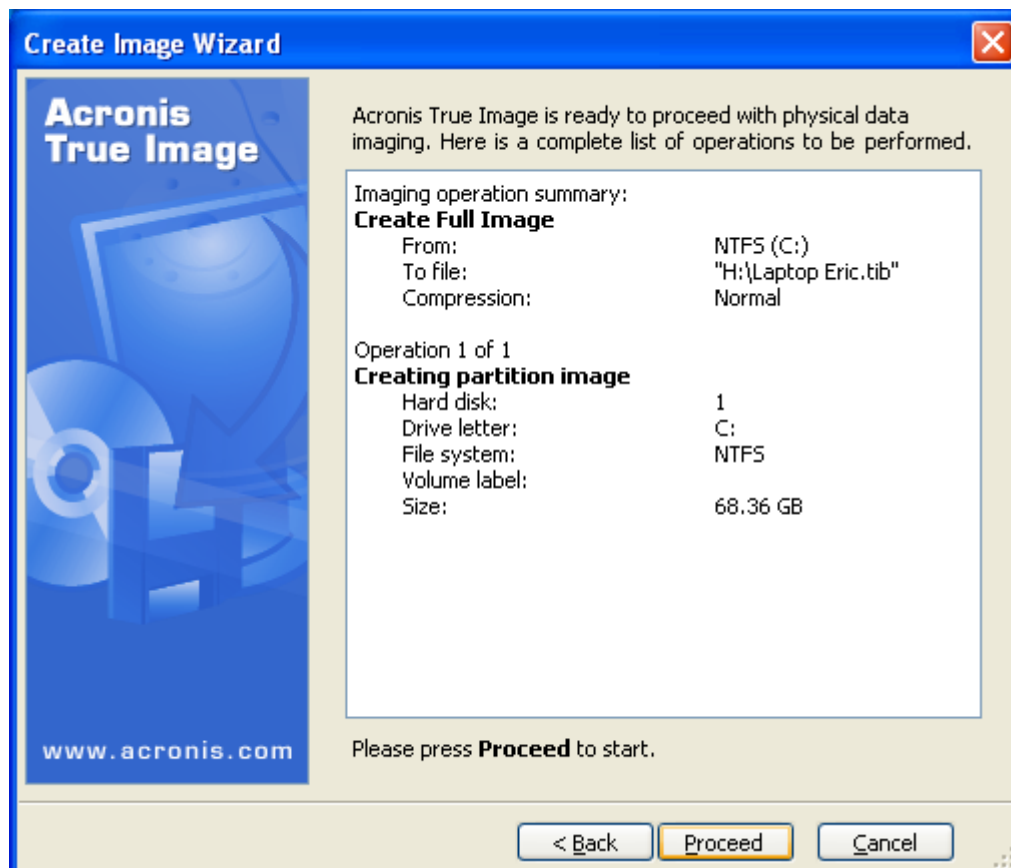 Create Image Wizard
Acronis
True Image
Acronis True Image is ready to proceed with physical data
imaging. Here is a complete list of operations to be performed.
Imaging operation summary:
Create Full Image
From: NTFS (C:)
To file: "H:\Laptop Eric.tib"
Compression: Normal
Operation 1 of 1
Creating partition image
Hard disk: 1
Drive letter: C:
File system: NTFS
Volume label:
Size: 68.36 GB
www.acronis.com
Please press Proceed to start.
< Back Proceed Cancel